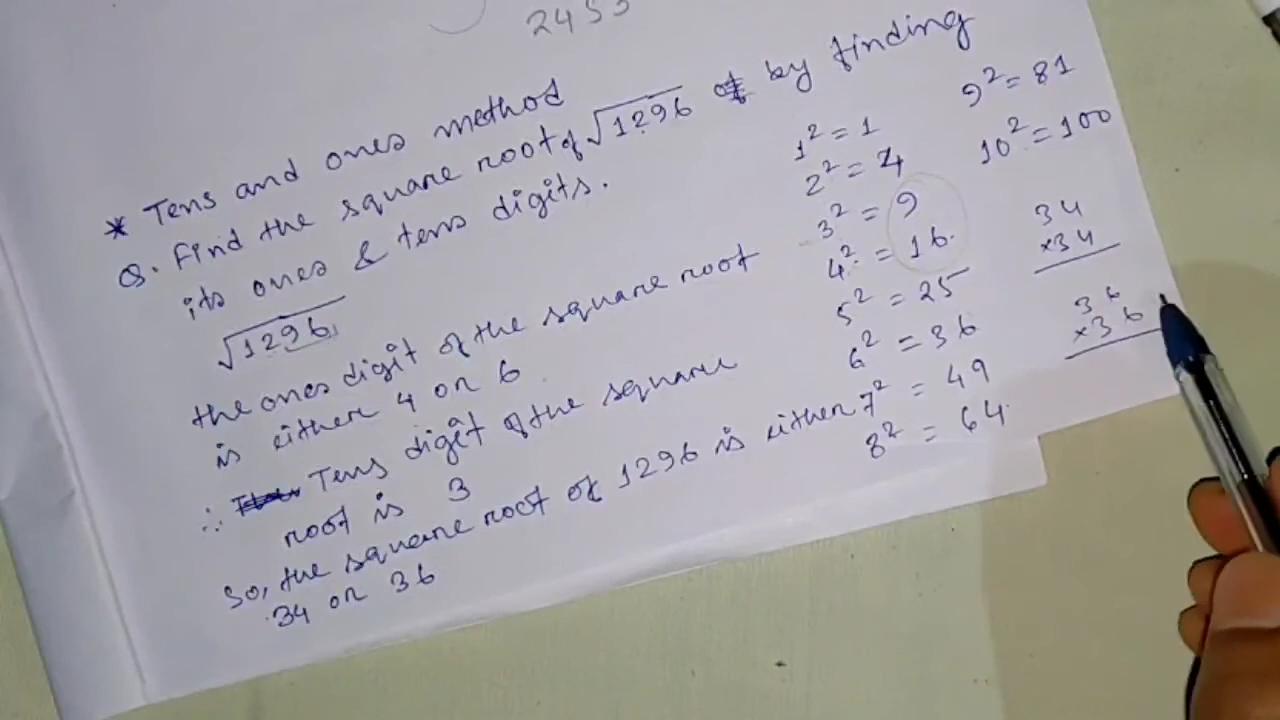 2453
* Tens and ones method
Q. Find the square root of √1296 of by finding
its ones & tens digits.
√1296
the ones digit of the square root
is either 4 or 6
∴ Tens digit of the square
root is 3
So, the square root of 1296 is either
34 or 36
1² = 1
2² = 4
3² = 9
4² = 16
5² = 25
6² = 36
7² = 49
8² = 64
9² = 81
10² = 100
34
×34
36
×36